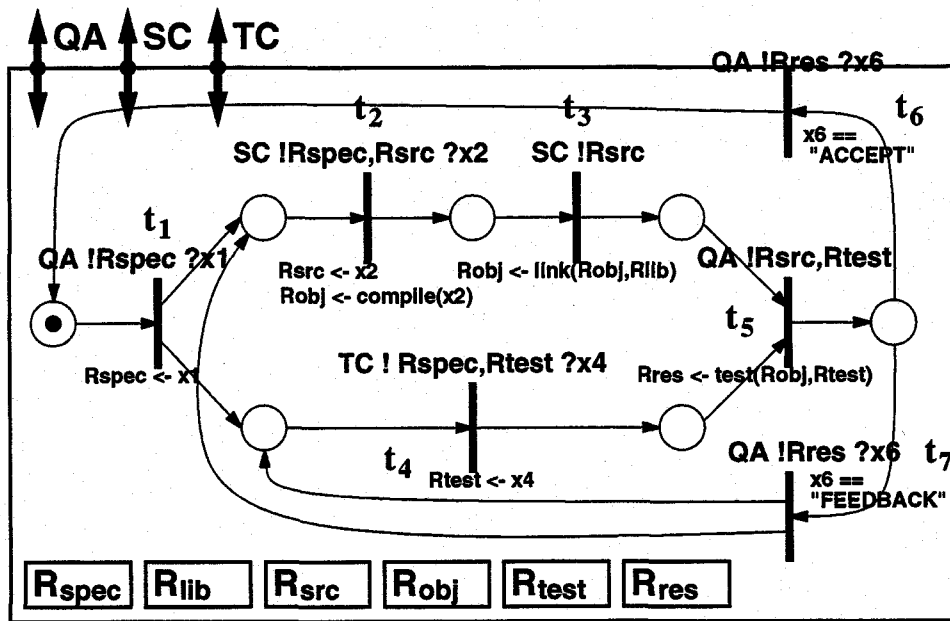 QA SC TC
QA !Rres ?x6
t6
x6 ==
"ACCEPT"
t2
t3
SC !Rspec,Rsrc ?x2
SC !Rsrc
t1
QA !Rspec ?x1
Rsrc <- x2
Robj <- compile(x2)
Robj <- link(Robj,Rlib)
QA !Rsrc,Rtest
t5
Rspec <- x1
TC ! Rspec,Rtest ?x4
Rres <- test(Robj,Rtest)
t4
Rtest <- x4
QA !Rres ?x6
t7
x6 ==
"FEEDBACK"
Rspec Rlib Rsrc Robj Rtest Rres